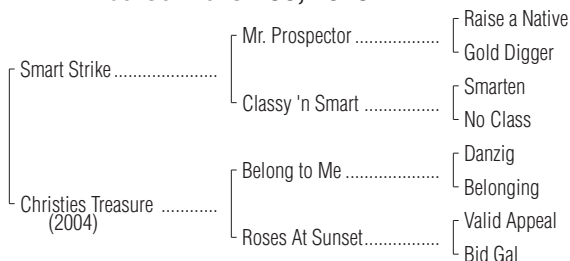 Raise a Native
Mr. Prospector ..................
Gold Digger
Smart Strike ......................
Smarten
Classy 'n Smart ................
No Class
Danzig
Belong to Me ....................
Belonging
Christies Treasure ............
(2004)
Valid Appeal
Roses At Sunset................
Bid Gal